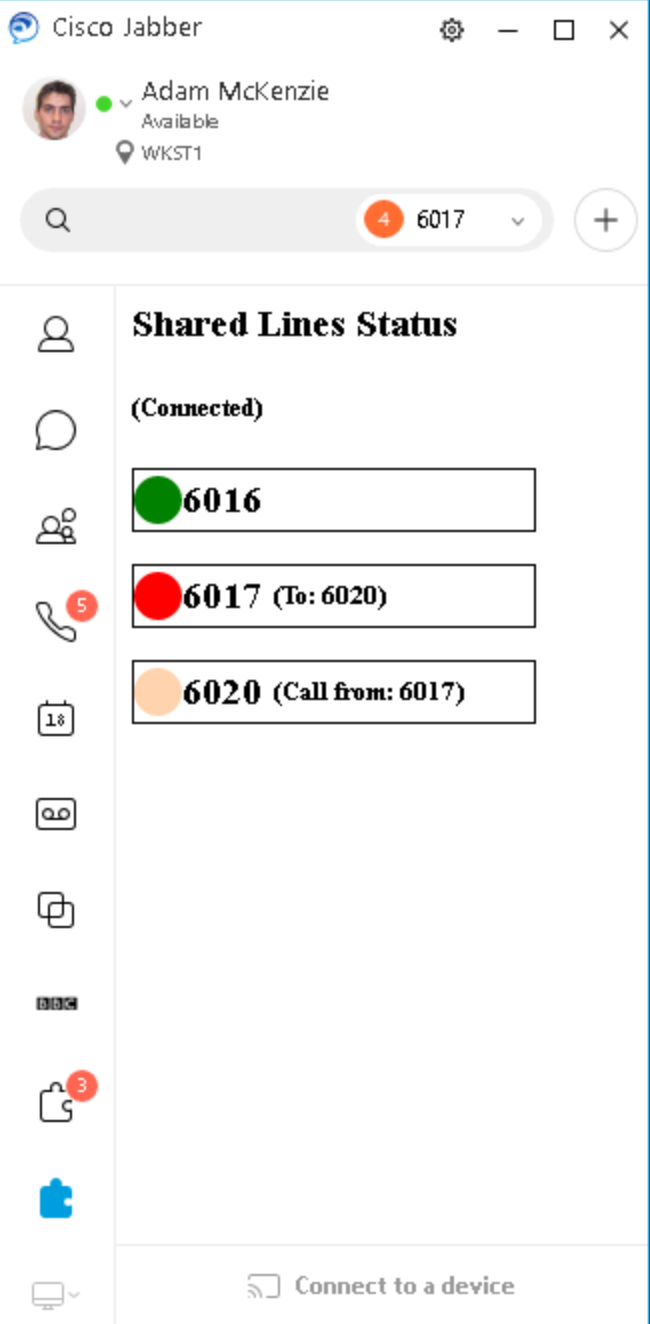 Cisco Jabber
Adam McKenzie
Available
WKST1
4 6017
Shared Lines Status
(Connected)
6016
5
6017 (To: 6020)
6020 (Call from: 6017)
18
BBC
3
Connect to a device